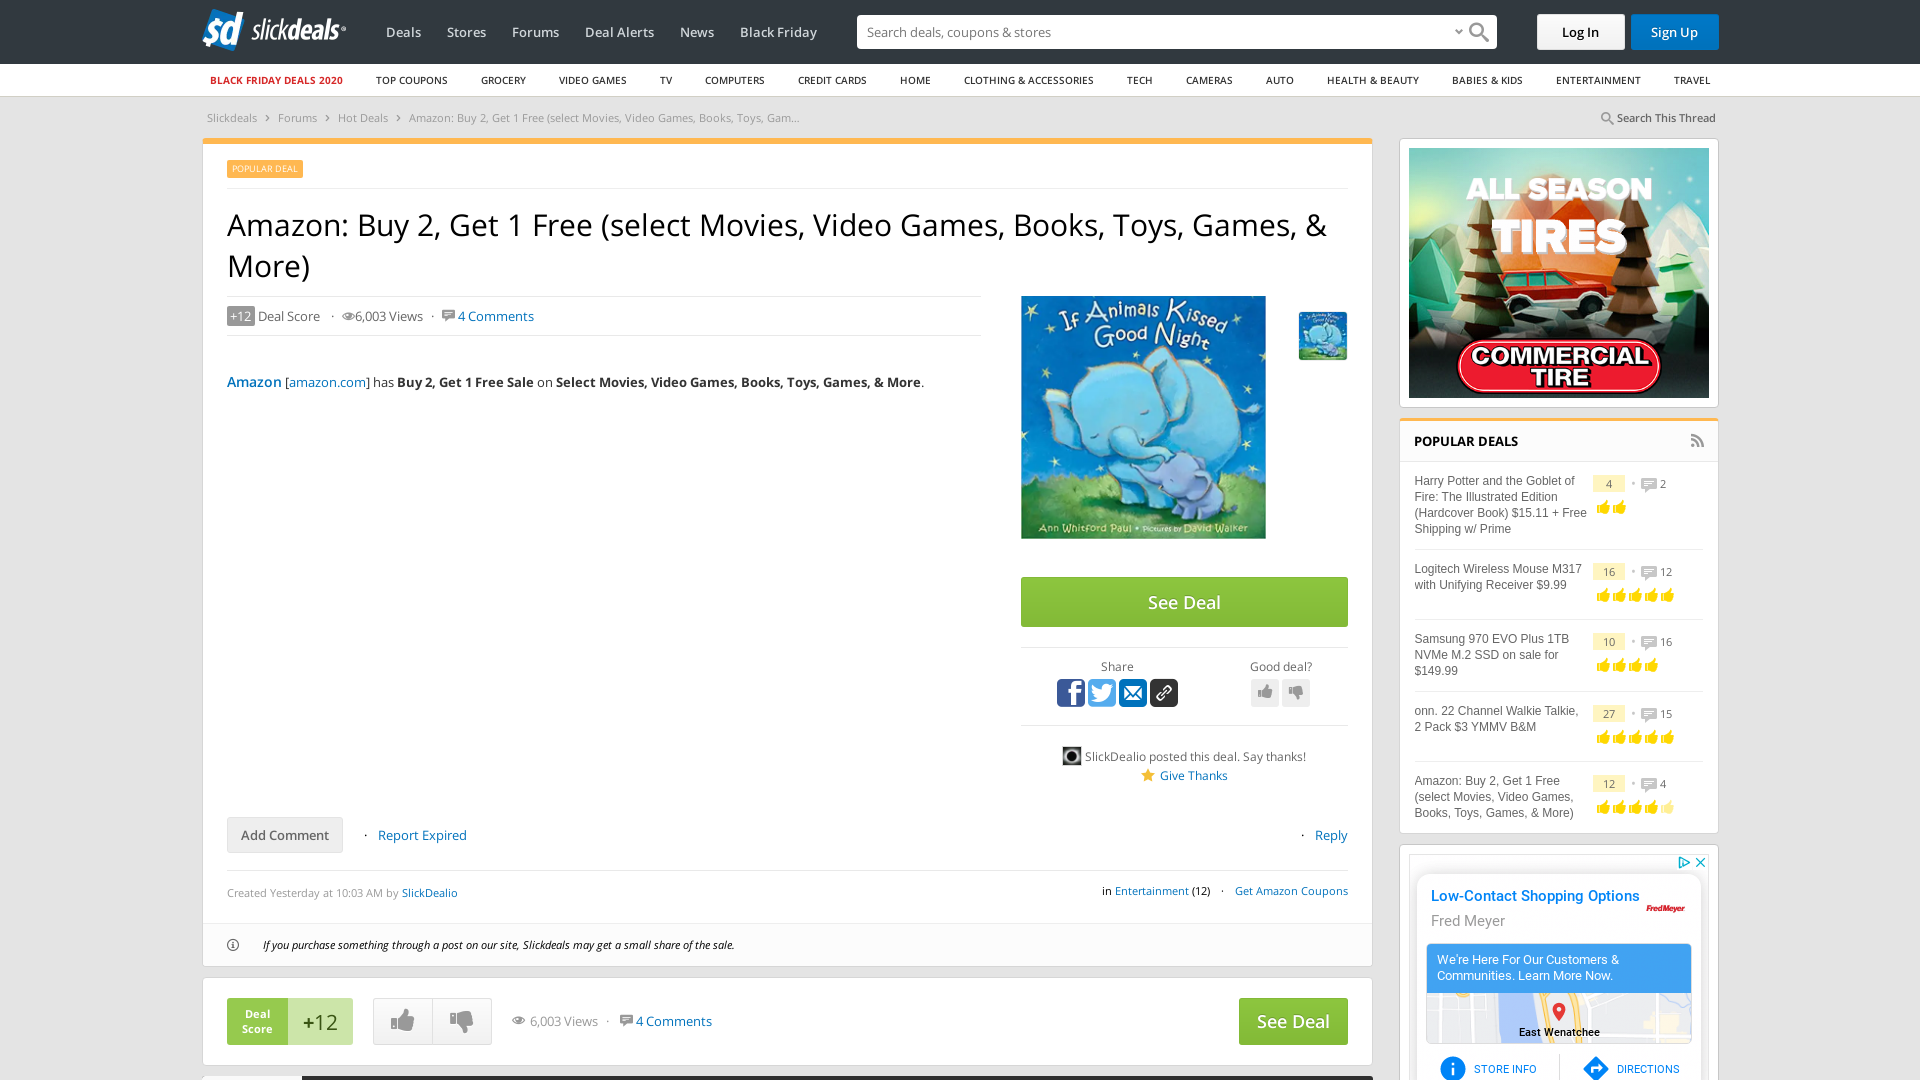 slickdeals
Deals
Stores
Forums
Deal Alerts
News
Black Friday
Search deals, coupons & stores
Log In
Sign Up
BLACK FRIDAY DEALS 2020
TOP COUPONS
GROCERY
VIDEO GAMES
TV
COMPUTERS
CREDIT CARDS
HOME
CLOTHING & ACCESSORIES
TECH
CAMERAS
AUTO
HEALTH & BEAUTY
BABIES & KIDS
ENTERTAINMENT
TRAVEL
Slickdeals › Forums › Hot Deals › Amazon: Buy 2, Get 1 Free (select Movies, Video Games, Books, Toys, Gam...
Search This Thread
POPULAR DEAL
Amazon: Buy 2, Get 1 Free (select Movies, Video Games, Books, Toys, Games, &
More)
+12 Deal Score · 6,003 Views · 4 Comments
Amazon [amazon.com] has Buy 2, Get 1 Free Sale on Select Movies, Video Games, Books, Toys, Games, & More.
If Animals Kissed
Good Night
Ann Whitford Paul • Pictures by David Walker
See Deal
Share
Good deal?
SlickDealio posted this deal. Say thanks!
Give Thanks
Add Comment · Report Expired
· Reply
Created Yesterday at 10:03 AM by SlickDealio
in Entertainment (12) · Get Amazon Coupons
If you purchase something through a post on our site, Slickdeals may get a small share of the sale.
Deal
Score
+12
6,003 Views · 4 Comments
See Deal
ALL SEASON
TIRES
COMMERCIAL
TIRE
POPULAR DEALS
Harry Potter and the Goblet of
Fire: The Illustrated Edition
(Hardcover Book) $15.11 + Free
Shipping w/ Prime
4 • 2
Logitech Wireless Mouse M317
with Unifying Receiver $9.99
16 • 12
Samsung 970 EVO Plus 1TB
NVMe M.2 SSD on sale for
$149.99
10 • 16
onn. 22 Channel Walkie Talkie,
2 Pack $3 YMMV B&M
27 • 15
Amazon: Buy 2, Get 1 Free
(select Movies, Video Games,
Books, Toys, Games, & More)
12 • 4
Low-Contact Shopping Options
Fred Meyer
FredMeyer
We're Here For Our Customers &
Communities. Learn More Now.
East Wenatchee
STORE INFO
DIRECTIONS